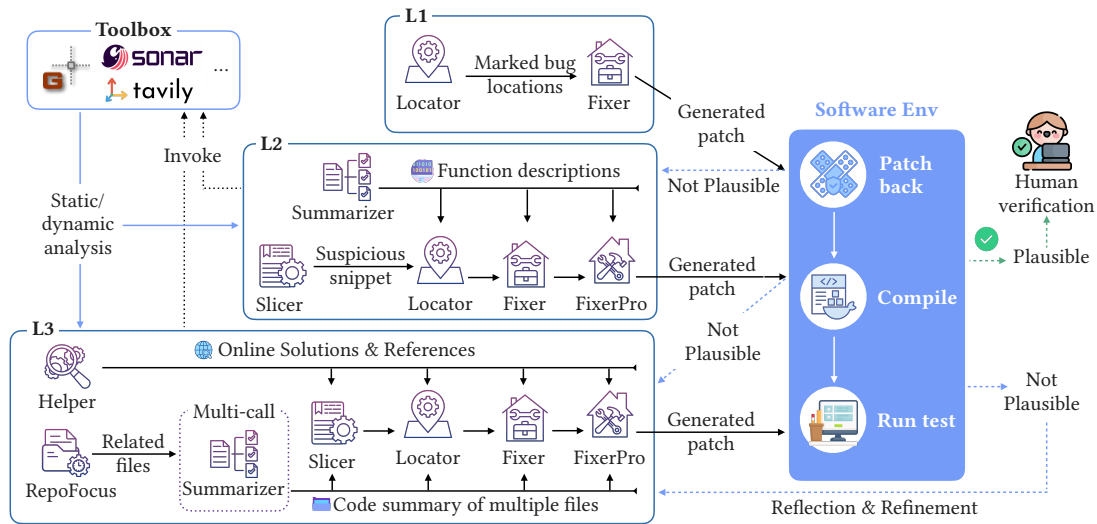 Toolbox
G
sonar
tavily
...
L1
Locator
Marked bug
locations
Fixer
Generated
patch
Software Env
Patch
back
Compile
Run test
Human
verification
Plausible
Invoke
Static/
dynamic
analysis
L2
Summarizer
Function descriptions
Not Plausible
Slicer
Suspicious
snippet
Locator
Fixer
FixerPro
Generated
patch
Not
Plausible
L3
Helper
Online Solutions & References
RepoFocus
Related
files
Multi-call
Summarizer
Slicer
Locator
Fixer
FixerPro
Generated
patch
Code summary of multiple files
Not
Plausible
Reflection & Refinement